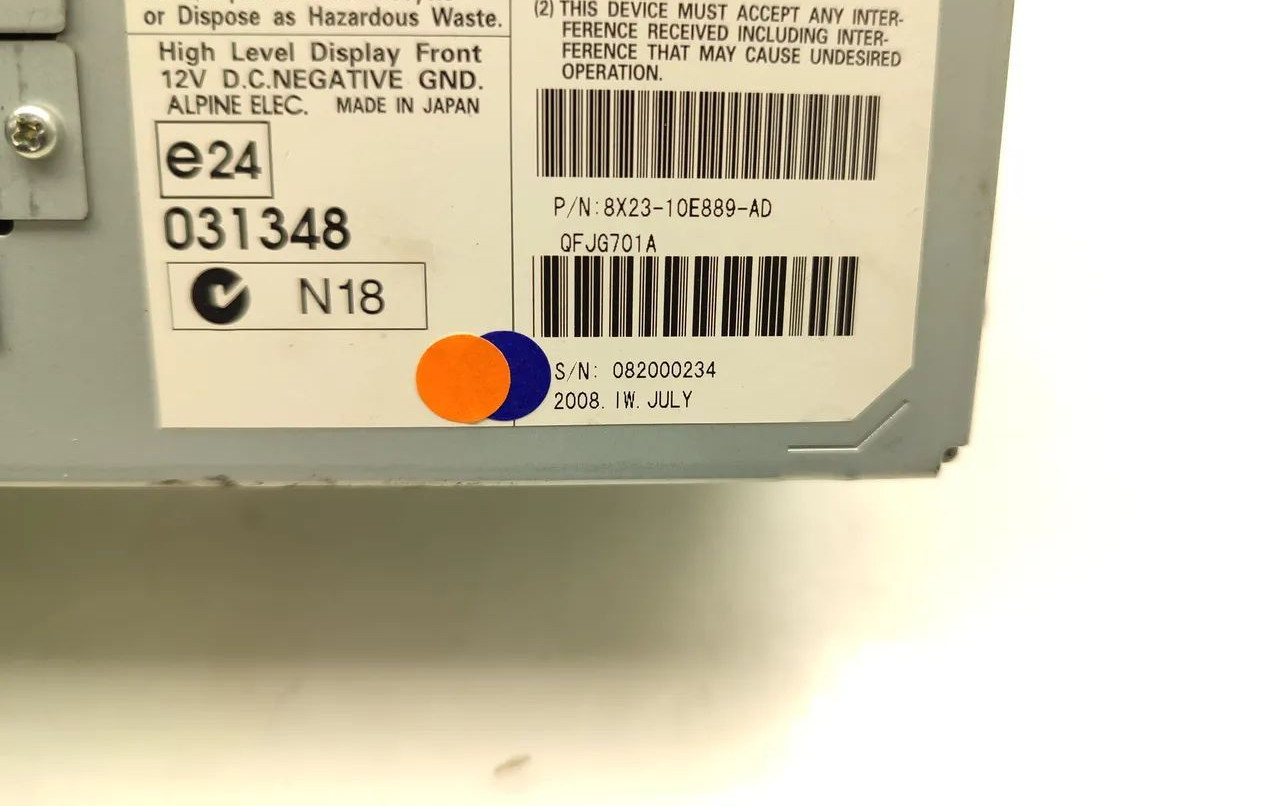 or Dispose as Hazardous Waste.
High Level Display Front
12V D.C.NEGATIVE GND.
ALPINE ELEC. MADE IN JAPAN
e24
031348
N18
(2) THIS DEVICE MUST ACCEPT ANY INTER-
FERENCE RECEIVED INCLUDING INTER-
FERENCE THAT MAY CAUSE UNDESIRED
OPERATION.
P/N:8X23-10E889-AD
QFJG701A
S/N: 082000234
2008. IW. JULY